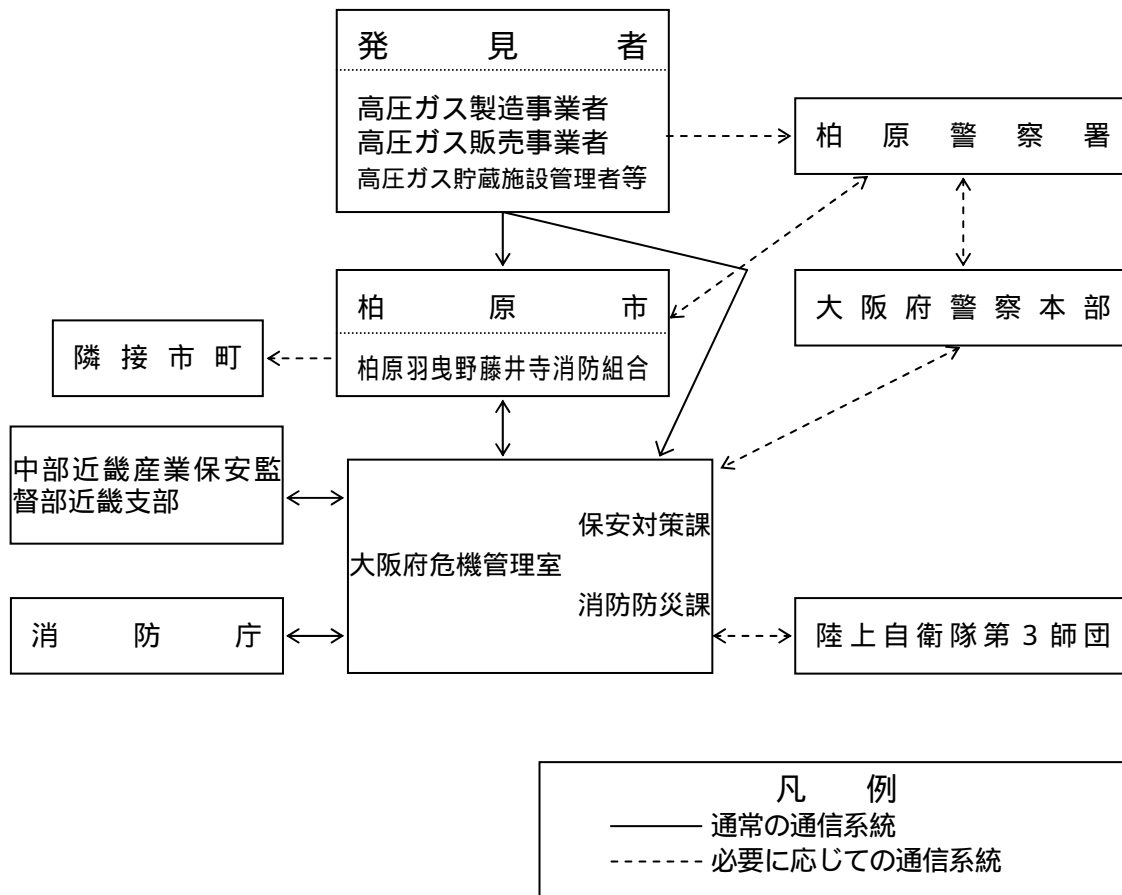 発見者
高圧ガス製造事業者
高圧ガス販売事業者
高圧ガス貯蔵施設管理者等
柏原警察署
柏原市
柏原羽曳野藤井寺消防組合
大阪府警察本部
隣接市町
中部近畿産業保安監
督部近畿支部
保安対策課
大阪府危機管理室
消防防災課
消防庁
陸上自衛隊第３師団
凡例
通常の通信系統
必要に応じての通信系統